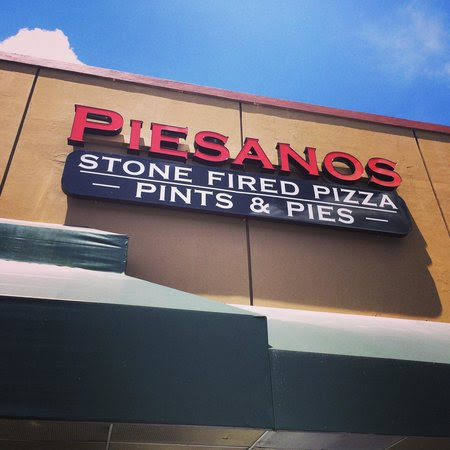 PIESANOS
STONE FIRED PIZZA
— PINTS & PIES —